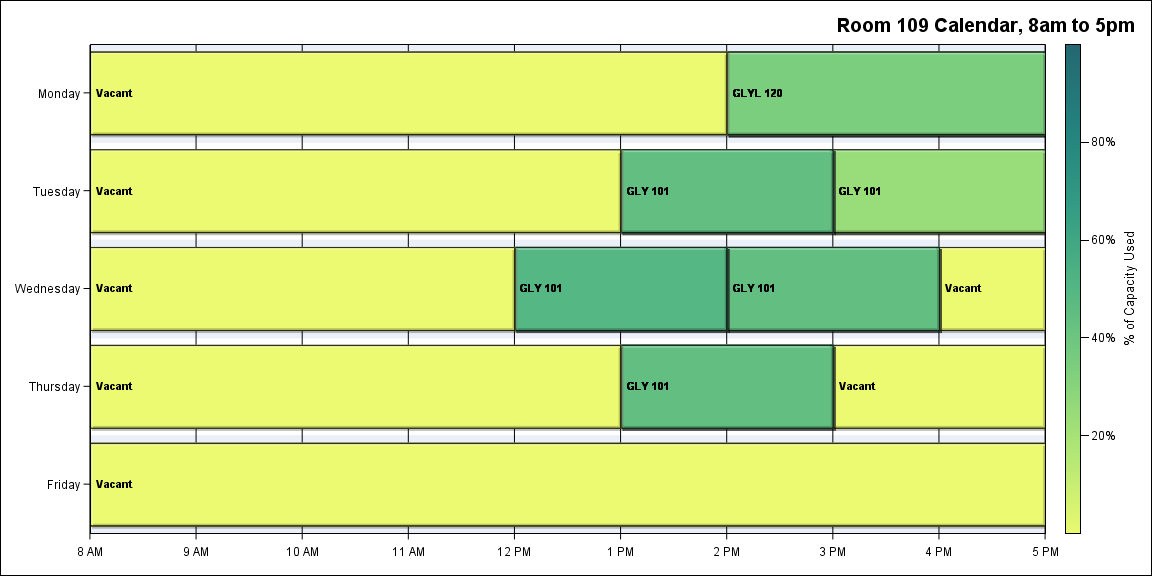 Room 109 Calendar, 8am to 5pm
Monday
Vacant
GLYL 120
Tuesday
Vacant
GLY 101
GLY 101
Wednesday
Vacant
GLY 101
GLY 101
Vacant
Thursday
Vacant
GLY 101
Vacant
Friday
Vacant
8 AM
9 AM
10 AM
11 AM
12 PM
1 PM
2 PM
3 PM
4 PM
5 PM
80%
60%
40%
20%
% of Capacity Used